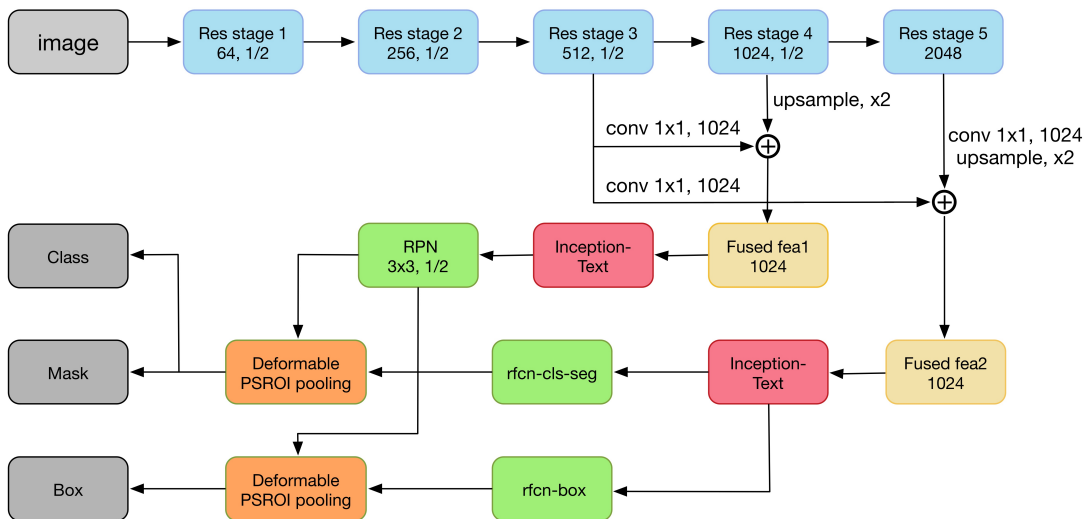 image
Res stage 1
64, 1/2
Res stage 2
256, 1/2
Res stage 3
512, 1/2
Res stage 4
1024, 1/2
Res stage 5
2048
upsample, x2
conv 1x1, 1024
conv 1x1, 1024
upsample, x2
conv 1x1, 1024
Class
RPN
3x3, 1/2
Inception-
Text
Fused fea1
1024
Mask
Deformable
PSROI pooling
rfcn-cls-seg
Inception-
Text
Fused fea2
1024
Box
Deformable
PSROI pooling
rfcn-box